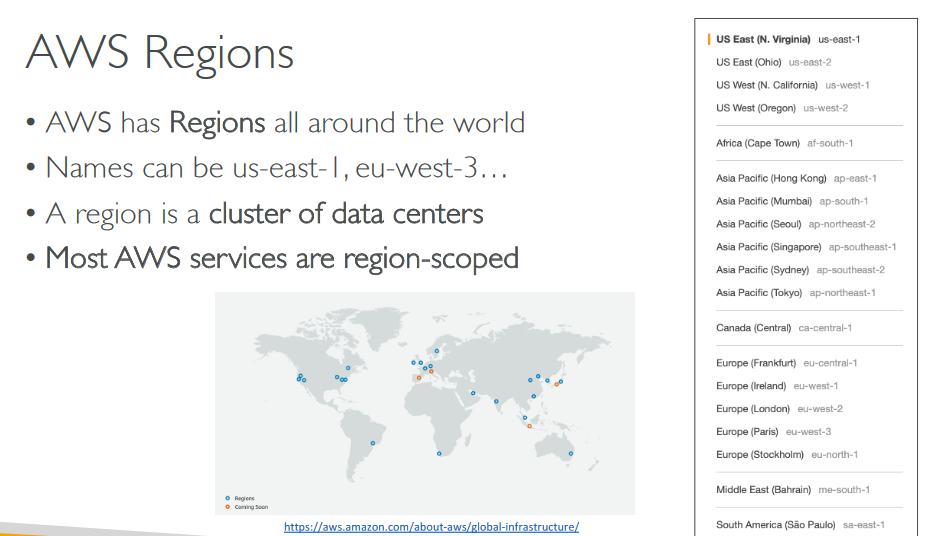 AWS Regions
• AWS has Regions all around the world
• Names can be us-east-1, eu-west-3…
• A region is a cluster of data centers
• Most AWS services are region-scoped
Regions
Coming Soon
https://aws.amazon.com/about-aws/global-infrastructure/
US East (N. Virginia) us-east-1
US East (Ohio) us-east-2
US West (N. California) us-west-1
US West (Oregon) us-west-2
Africa (Cape Town) af-south-1
Asia Pacific (Hong Kong) ap-east-1
Asia Pacific (Mumbai) ap-south-1
Asia Pacific (Seoul) ap-northeast-2
Asia Pacific (Singapore) ap-southeast-1
Asia Pacific (Sydney) ap-southeast-2
Asia Pacific (Tokyo) ap-northeast-1
Canada (Central) ca-central-1
Europe (Frankfurt) eu-central-1
Europe (Ireland) eu-west-1
Europe (London) eu-west-2
Europe (Paris) eu-west-3
Europe (Stockholm) eu-north-1
Middle East (Bahrain) me-south-1
South America (São Paulo) sa-east-1